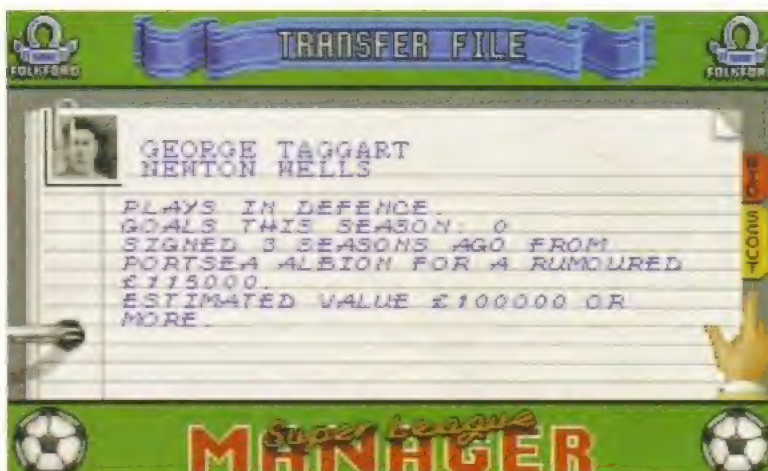 TRANSFER FILE
FOLKFORD
FOLKFORD
GEORGE TAGGART
NEWTON WELLS
PLAYS IN DEFENCE.
GOALS THIS SEASON: 0
SIGNED 3 SEASONS AGO FROM
PORTSEA ALBION FOR A RUMOURED
£115000.
ESTIMATED VALUE £100000 OR
MORE.
BID
SCOUT
Super League
MANAGER